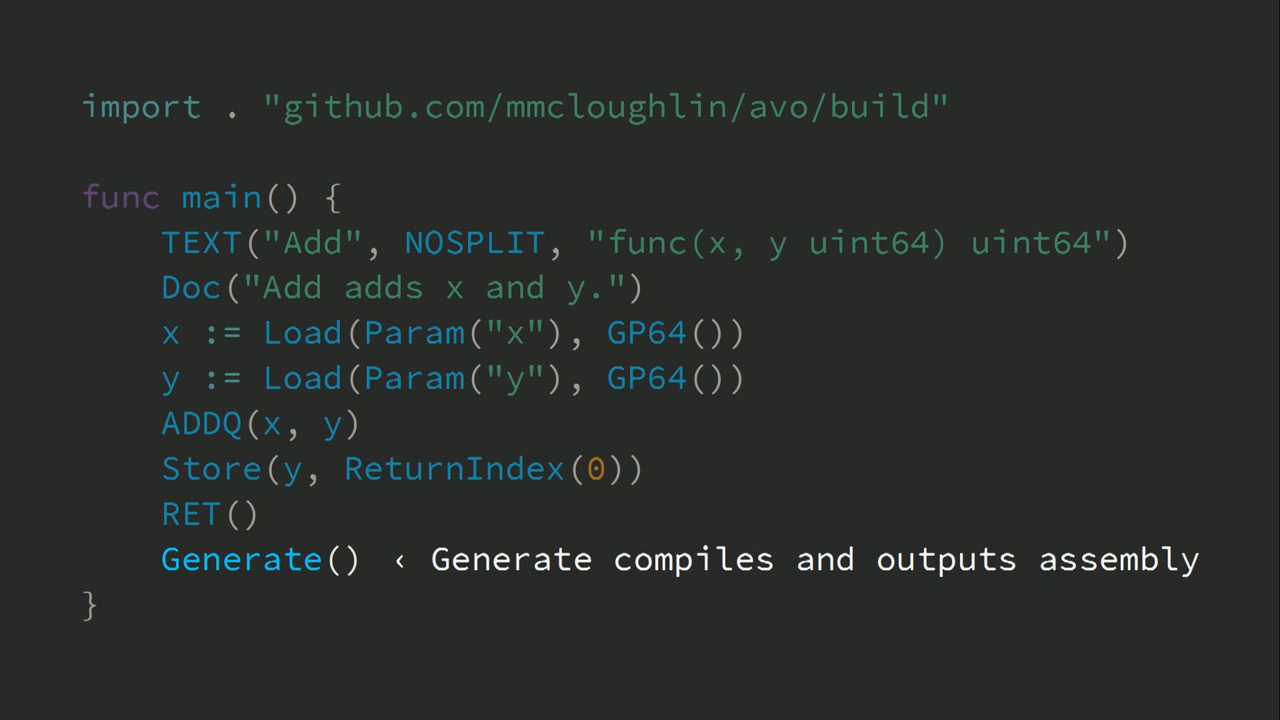 import . "github.com/mmcloughlin/avo/build"
func main() {
TEXT("Add", NOSPLIT, "func(x, y uint64) uint64")
Doc("Add adds x and y.")
x := Load(Param("x"), GP64())
y := Load(Param("y"), GP64())
ADDQ(x, y)
Store(y, ReturnIndex(0))
RET()
Generate() ‹ Generate compiles and outputs assembly
}